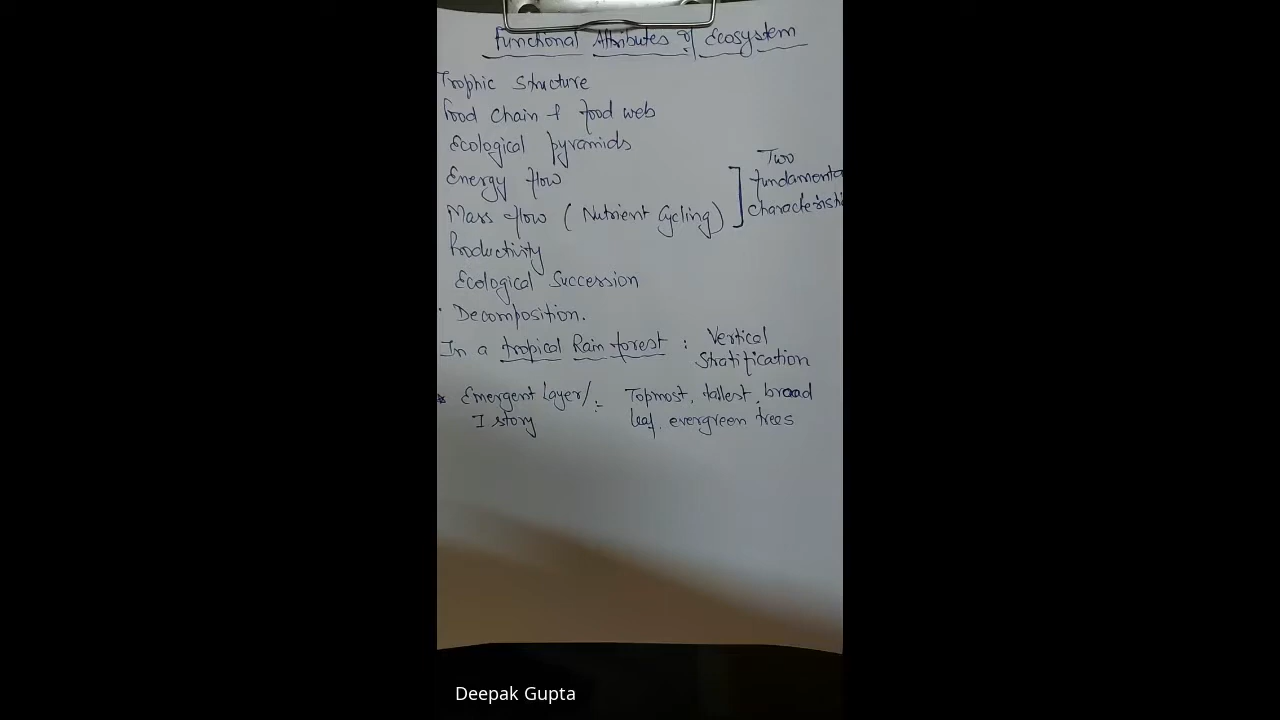 Functional Attributes of Ecosystem
Trophic Structure
Food Chain + food web
Ecological pyramids
Energy flow
Mass flow ( Nutrient Cycling)
Two
fundamenta
characteristi
Productivity
Ecological Succession
Decomposition.
In a tropical Rain forest : Vertical
Stratification
* Emergent Layer/ :- Topmost, tallest, broad
I story leaf, evergreen trees
Deepak Gupta